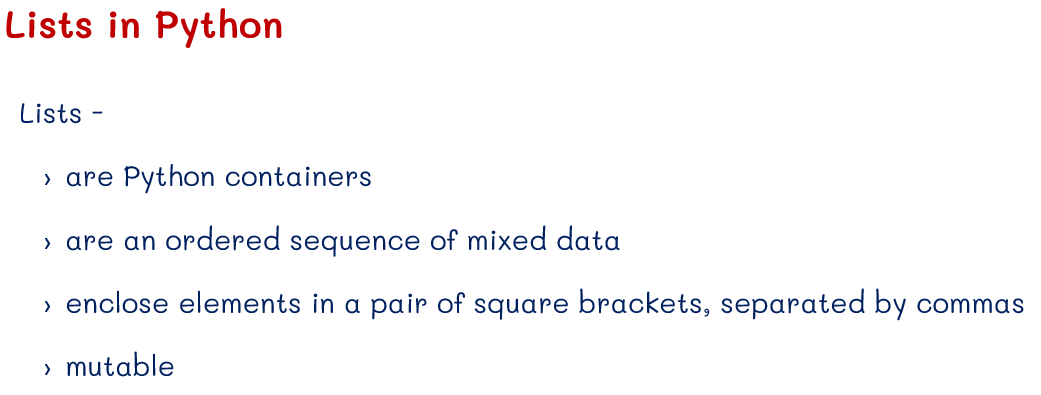 Lists in Python
Lists -
› are Python containers
› are an ordered sequence of mixed data
› enclose elements in a pair of square brackets, separated by commas
› mutable